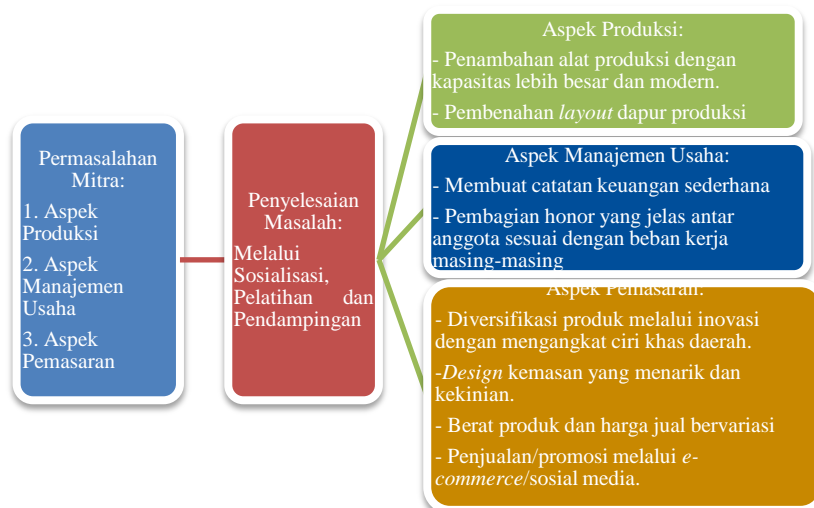 Permasalahan
Mitra:
1. Aspek
Produksi
2. Aspek
Manajemen
Usaha
3. Aspek
Pemasaran
Penyelesaian
Masalah:
Melalui
Sosialisasi,
Pelatihan dan
Pendampingan
Aspek Produksi:
- Penambahan alat produksi dengan
kapasitas lebih besar dan modern.
- Pembenahan layout dapur produksi
Aspek Manajemen Usaha:
- Membuat catatan keuangan sederhana
- Pembagian honor yang jelas antar
anggota sesuai dengan beban kerja
masing-masing
Aspek Pemasaran:
- Diversifikasi produk melalui inovasi
dengan mengangkat ciri khas daerah.
-Design kemasan yang menarik dan
kekinian.
- Berat produk dan harga jual bervariasi
- Penjualan/promosi melalui e-
commerce/sosial media.